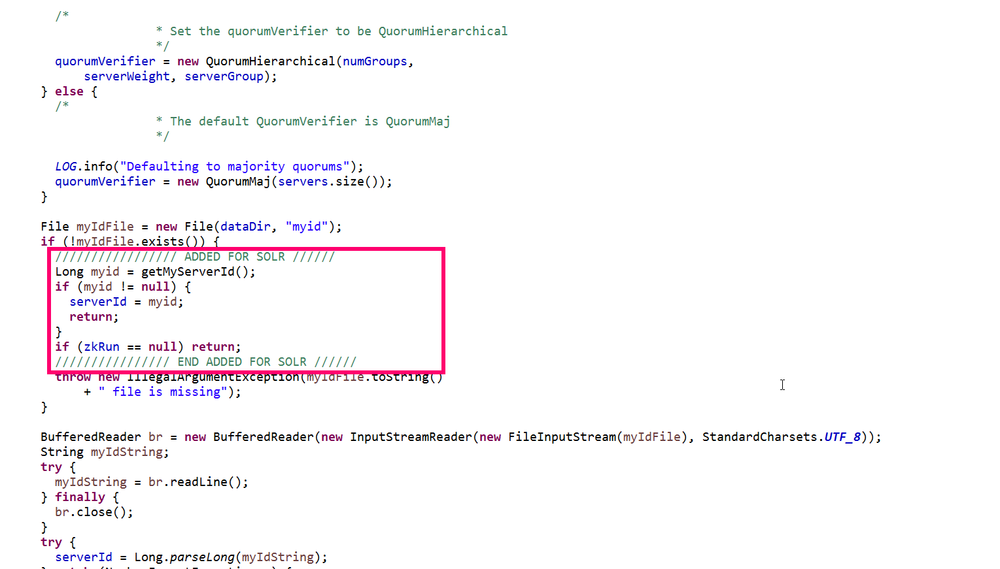 /*
* Set the quorumVerifier to be QuorumHierarchical
*/
quorumVerifier = new QuorumHierarchical(numGroups,
serverWeight, serverGroup);
} else {
/*
* The default QuorumVerifier is QuorumMaj
*/
LOG.info("Defaulting to majority quorums");
quorumVerifier = new QuorumMaj(servers.size());
}
File myIdFile = new File(dataDir, "myid");
if (!myIdFile.exists()) {
///////////////// ADDED FOR SOLR //////
Long myid = getMyServerId();
if (myid != null) {
serverId = myid;
return;
}
if (zkRun == null) return;
//////////////// END ADDED FOR SOLR //////
throw new IllegalArgumentException(myIdFile.toString()
+ " file is missing");
}
BufferedReader br = new BufferedReader(new InputStreamReader(new FileInputStream(myIdFile), StandardCharsets.UTF_8));
String myIdString;
try {
myIdString = br.readLine();
} finally {
br.close();
}
try {
serverId = Long.parseLong(myIdString);